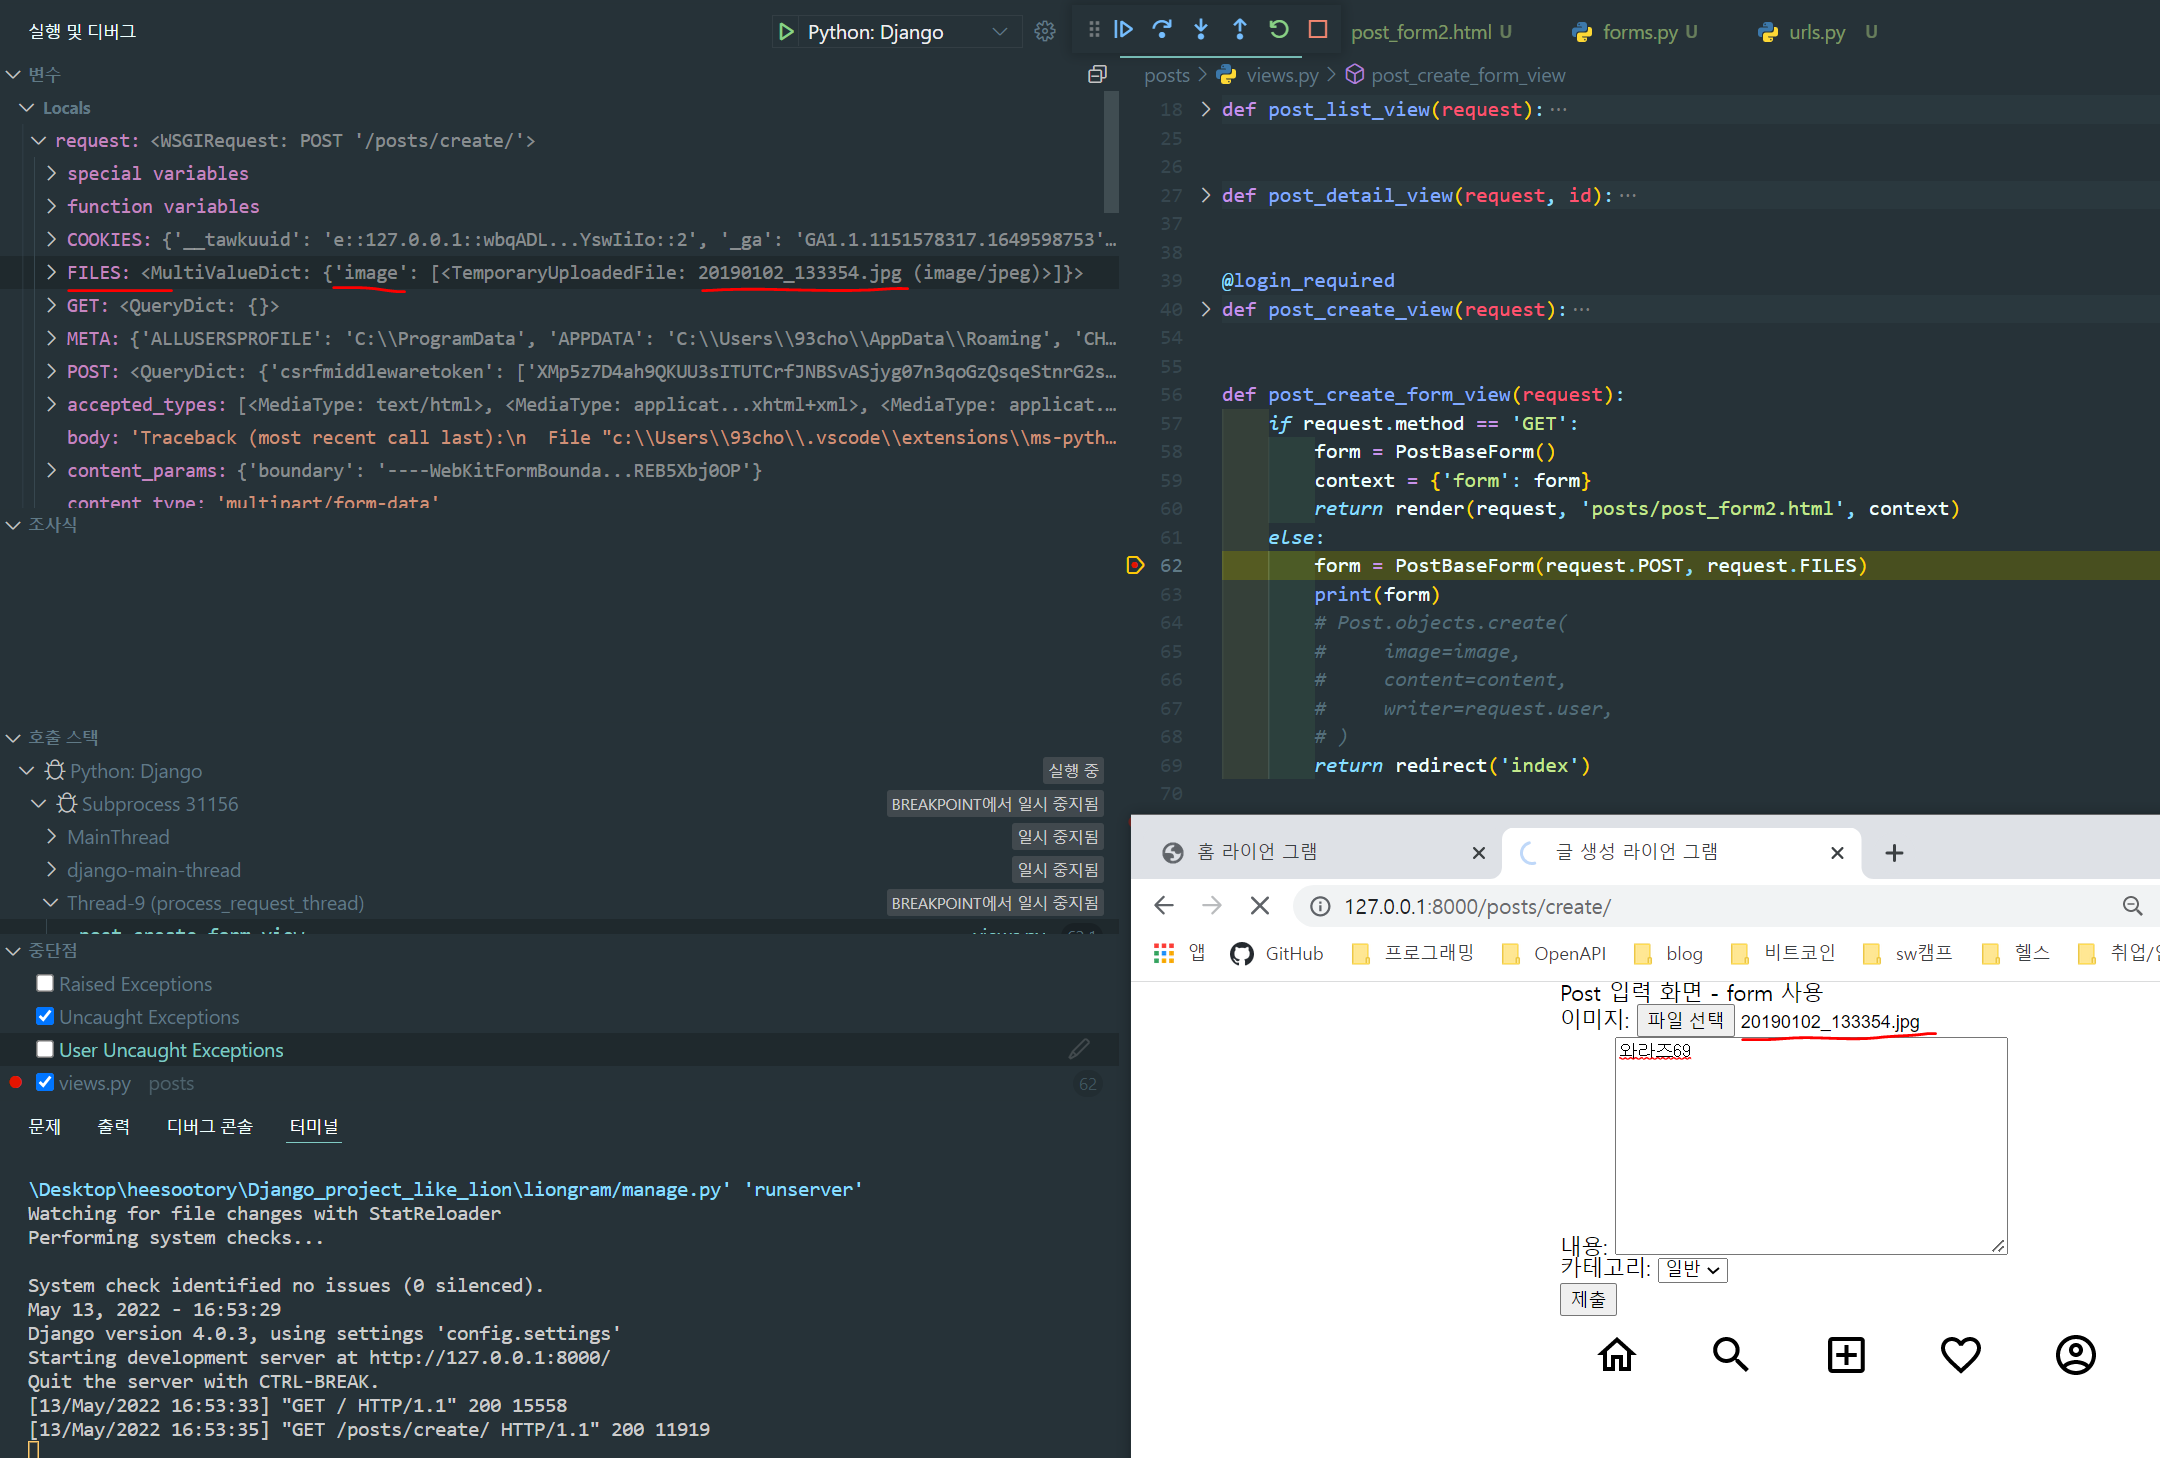 실행 및 디버그
Python: Django
변수
Locals
request: <WSGIRequest: POST '/posts/create/'>
special variables
function variables
COOKIES: {'__tawkuuid': 'e::127.0.0.1::wbqADL...YswIiIo::2', '_ga': 'GA1.1.1151578317.1649598753'...
FILES: <MultiValueDict: {'image': [<TemporaryUploadedFile: 20190102_133354.jpg (image/jpeg)>]}>
GET: <QueryDict: {}>
META: {'ALLUSERSPROFILE': 'C:\\ProgramData', 'APPDATA': 'C:\\Users\\93cho\\AppData\\Roaming', 'CH...
POST: <QueryDict: {'csrfmiddlewaretoken': ['XMp5z7D4ah9QKUU3sITUTCrfJNBSvASjyg07n3qoGzQsqeStnrG2s...
accepted_types: [<MediaType: text/html>, <MediaType: applicat...xhtml+xml>, <MediaType: applicat...
body: 'Traceback (most recent call last):\n  File "c:\\Users\\93cho\\.vscode\\extensions\\ms-pyth...
content_params: {'boundary': '----WebKitFormBounda...REB5Xbj0OP'}
content_type: 'multipart/form-data'
조사식
호출 스택
Python: Django 실행 중
Subprocess 31156 BREAKPOINT에서 일시 중지됨
MainThread 일시 중지됨
django-main-thread 일시 중지됨
Thread-9 (process_request_thread) BREAKPOINT에서 일시 중지됨
post_create_form_view views.py 62:1
중단점
Raised Exceptions
Uncaught Exceptions
User Uncaught Exceptions
views.py posts 62
문제 출력 디버그 콘솔 터미널
\Desktop\heesootory\Django_project_like_lion\liongram/manage.py' 'runserver'
Watching for file changes with StatReloader
Performing system checks...
System check identified no issues (0 silenced).
May 13, 2022 - 16:53:29
Django version 4.0.3, using settings 'config.settings'
Starting development server at http://127.0.0.1:8000/
Quit the server with CTRL-BREAK.
[13/May/2022 16:53:33] "GET / HTTP/1.1" 200 15558
[13/May/2022 16:53:35] "GET /posts/create/ HTTP/1.1" 200 11919
post_form2.html U forms.py U urls.py U
posts > views.py > post_create_form_view
18 def post_list_view(request): ...
25
26
27 def post_detail_view(request, id): ...
37
38
39 @login_required
40 def post_create_view(request): ...
54
55
56 def post_create_form_view(request):
57 if request.method == 'GET':
58 form = PostBaseForm()
59 context = {'form': form}
60 return render(request, 'posts/post_form2.html', context)
61 else:
62 form = PostBaseForm(request.POST, request.FILES)
63 print(form)
64 # Post.objects.create(
65 #     image=image,
66 #     content=content,
67 #     writer=request.user,
68 # )
69 return redirect('index')
70
홈 라이언 그램 글 생성 라이언 그램
127.0.0.1:8000/posts/create/
앱 GitHub 프로그래밍 OpenAPI blog 비트코인 sw캠프 헬스 취업/
Post 입력 화면 - form 사용
이미지: 파일 선택 20190102_133354.jpg
와라즈69
내용:
카테고리: 일반
제출